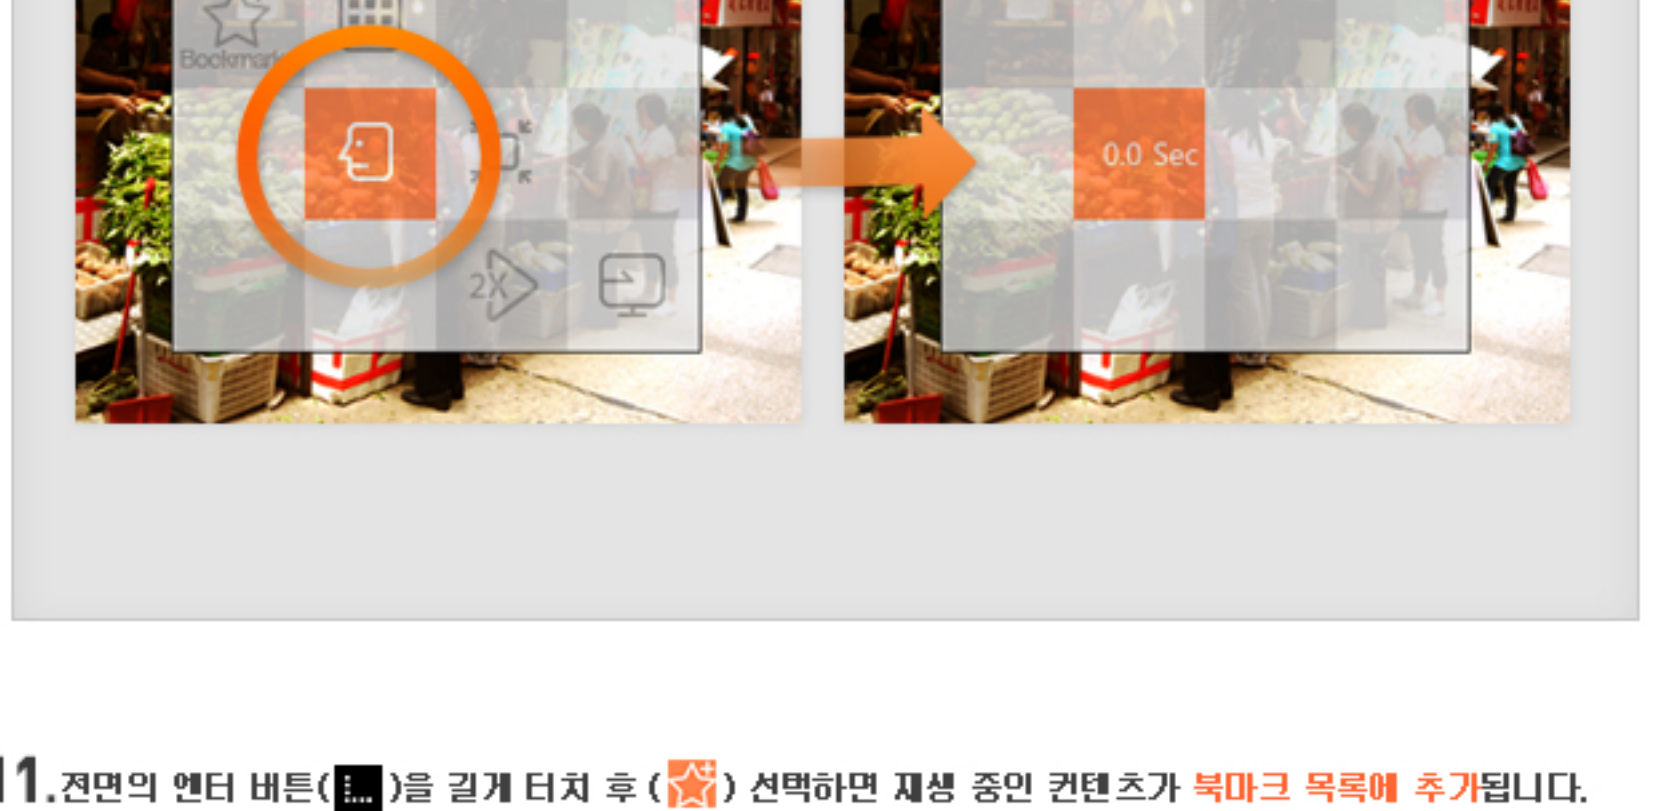 Bookmark
0.0 Sec
2X
11.전면의 엔터 버튼( )을 길게 터치 후 ( ) 선택하면 재생 중인 컨텐츠가 북마크 목록에 추가됩니다.